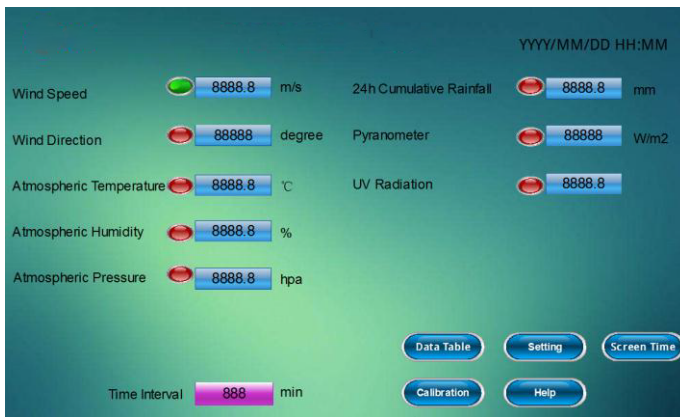 YYYY/MM/DD HH:MM
Wind Speed 8888.8 m/s
24h Cumulative Rainfall 8888.8 mm
Wind Direction 88888 degree
Pyranometer 88888 W/m2
Atmospheric Temperature 8888.8 ℃
UV Radiation 8888.8
Atmospheric Humidity 8888.8 %
Atmospheric Pressure 8888.8 hpa
Data Table Setting Screen Time
Time Interval 888 min
Calibration Help